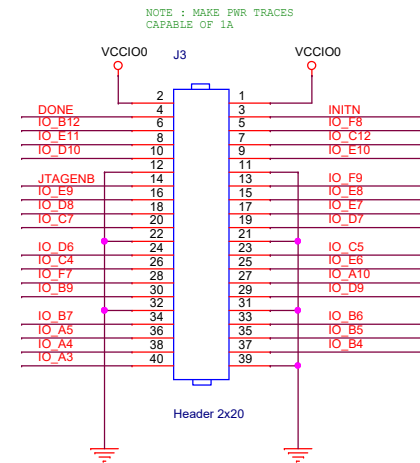 NOTE : MAKE PWR TRACES
CAPABLE OF 1A
VCCIO0 J3 VCCIO0
2 1
DONE 4 3 INITN
IO_B12 6 5 IO_F8
IO_E11 8 7 IO_C12
IO_D10 10 9 IO_E10
12 11
JTAGENB 14 13 IO_F9
IO_E9 16 15 IO_E8
IO_D8 18 17 IO_E7
IO_C7 20 19 IO_D7
22 21
IO_D6 24 23 IO_C5
IO_C4 26 25 IO_E6
IO_F7 28 27 IO_A10
IO_B9 30 29 IO_D9
32 31
IO_B7 34 33 IO_B6
IO_A5 36 35 IO_B5
IO_A4 38 37 IO_B4
IO_A3 40 39
Header 2x20